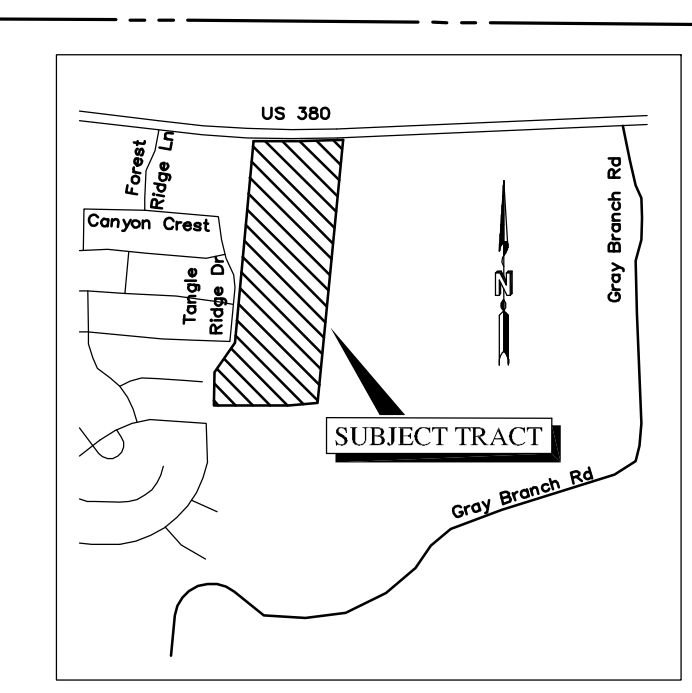 US 380
Forest
Ridge Ln
Canyon Crest
Tangle
Ridge Dr
Gray Branch Rd
N
SUBJECT TRACT
Gray Branch Rd